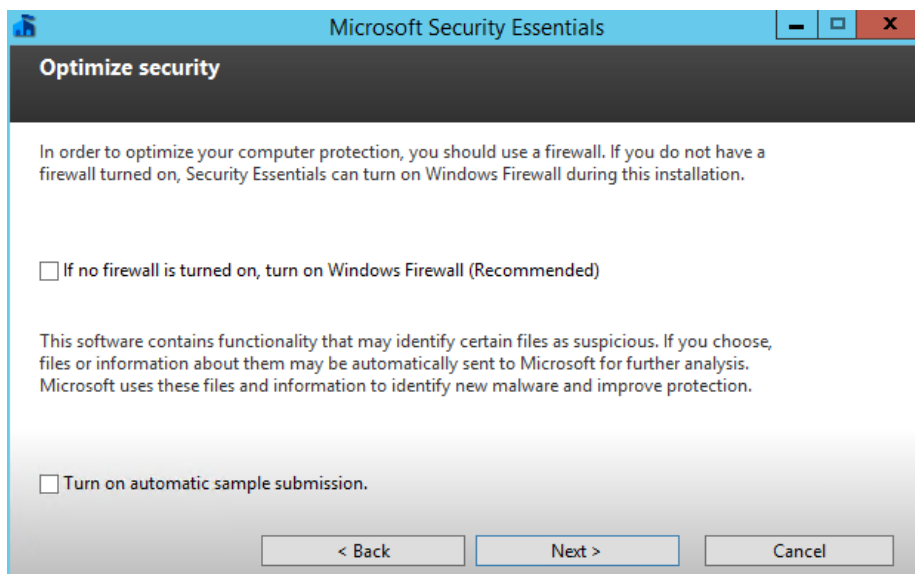 Microsoft Security Essentials
Optimize security
In order to optimize your computer protection, you should use a firewall. If you do not have a
firewall turned on, Security Essentials can turn on Windows Firewall during this installation.
If no firewall is turned on, turn on Windows Firewall (Recommended)
This software contains functionality that may identify certain files as suspicious. If you choose,
files or information about them may be automatically sent to Microsoft for further analysis.
Microsoft uses these files and information to identify new malware and improve protection.
Turn on automatic sample submission.
< Back Next > Cancel